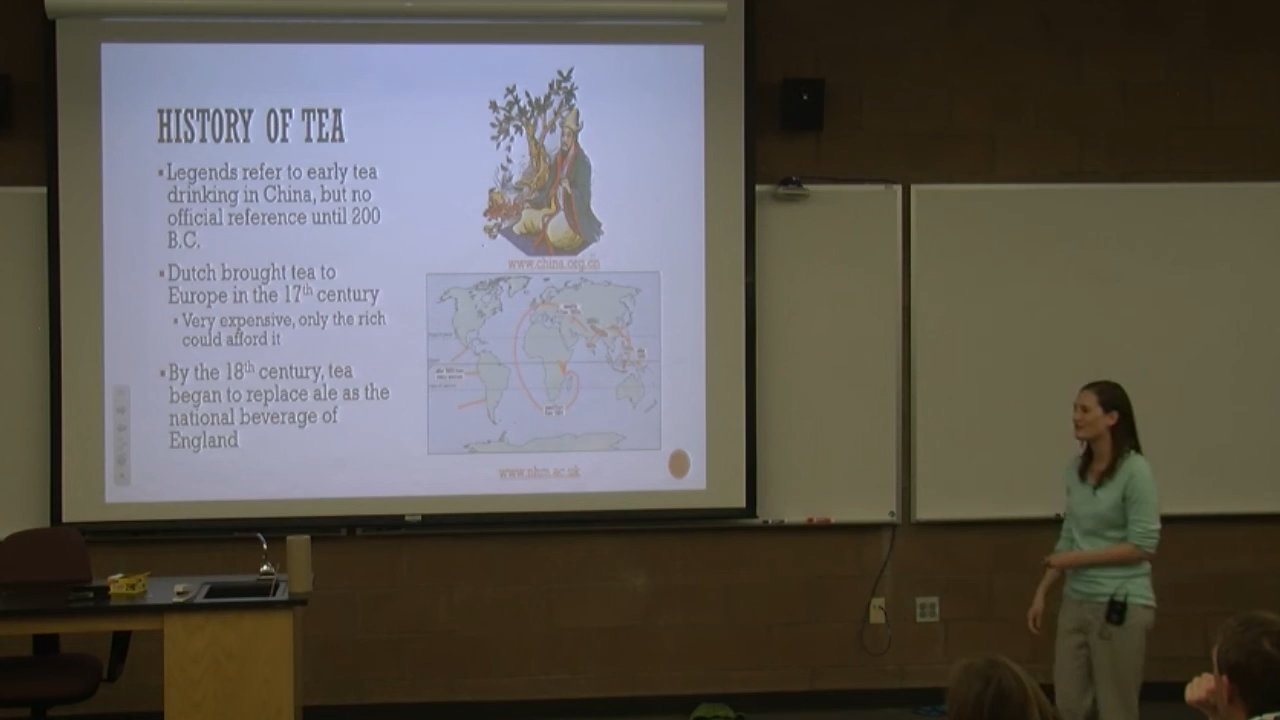 HISTORY OF TEA
▪Legends refer to early tea
drinking in China, but no
official reference until 200
B.C.
▪Dutch brought tea to
Europe in the 17th century
▪Very expensive, only the rich
could afford it
▪By the 18th century, tea
began to replace ale as the
national beverage of
England
www.china.org.cn
www.nhm.ac.uk